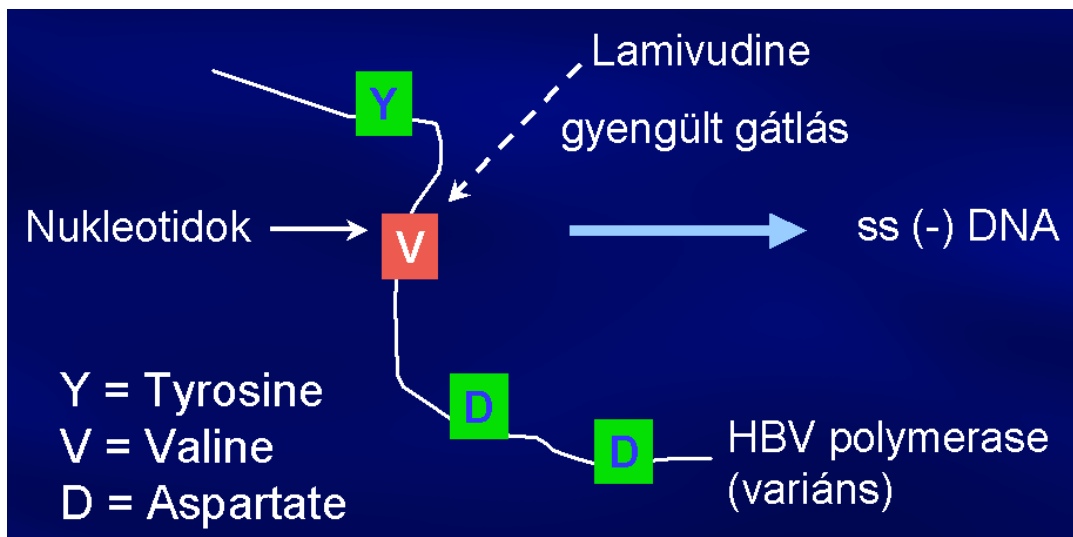 Lamivudine
Y
gyengült gátlás
Nukleotidok
V
ss (-) DNA
Y = Tyrosine
V = Valine
D = Aspartate
D
D
HBV polymerase
(variáns)